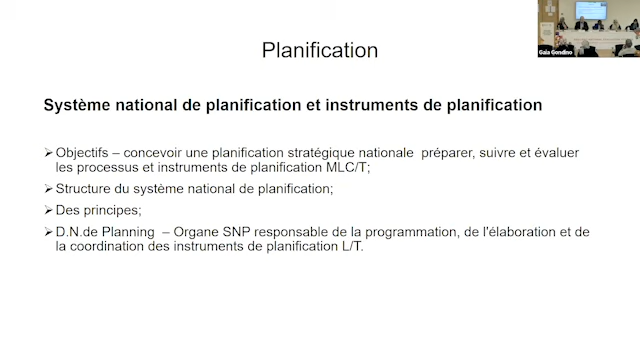 Planification
Gaia Gondino
Système national de planification et instruments de planification
➢Objectifs – concevoir une planification stratégique nationale préparer, suivre et évaluer
les processus et instruments de planification MLC/T;
➢Structure du système national de planification;
➢Des principes;
➢D.N.de Planning – Organe SNP responsable de la programmation, de l'élaboration et de
la coordination des instruments de planification L/T.